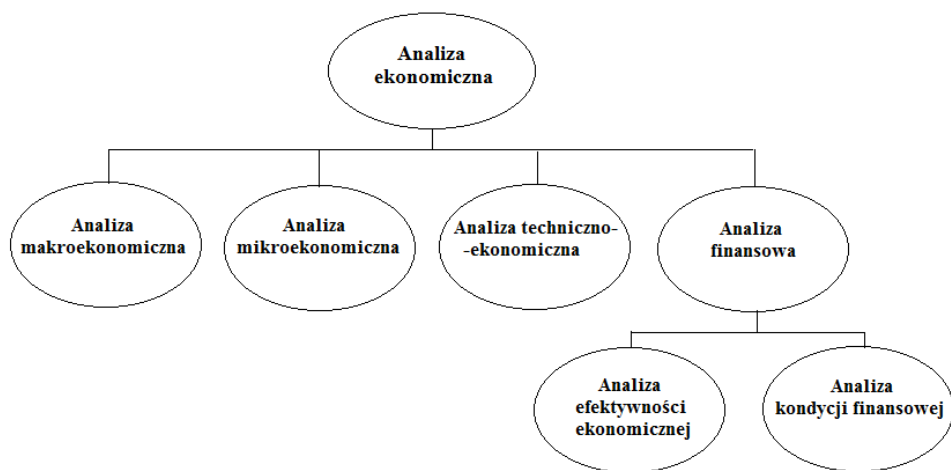 Analiza
ekonomiczna
Analiza
makroekonomiczna
Analiza
mikroekonomiczna
Analiza techniczno-
-ekonomiczna
Analiza
finansowa
Analiza
efektywności
ekonomicznej
Analiza
kondycji finansowej